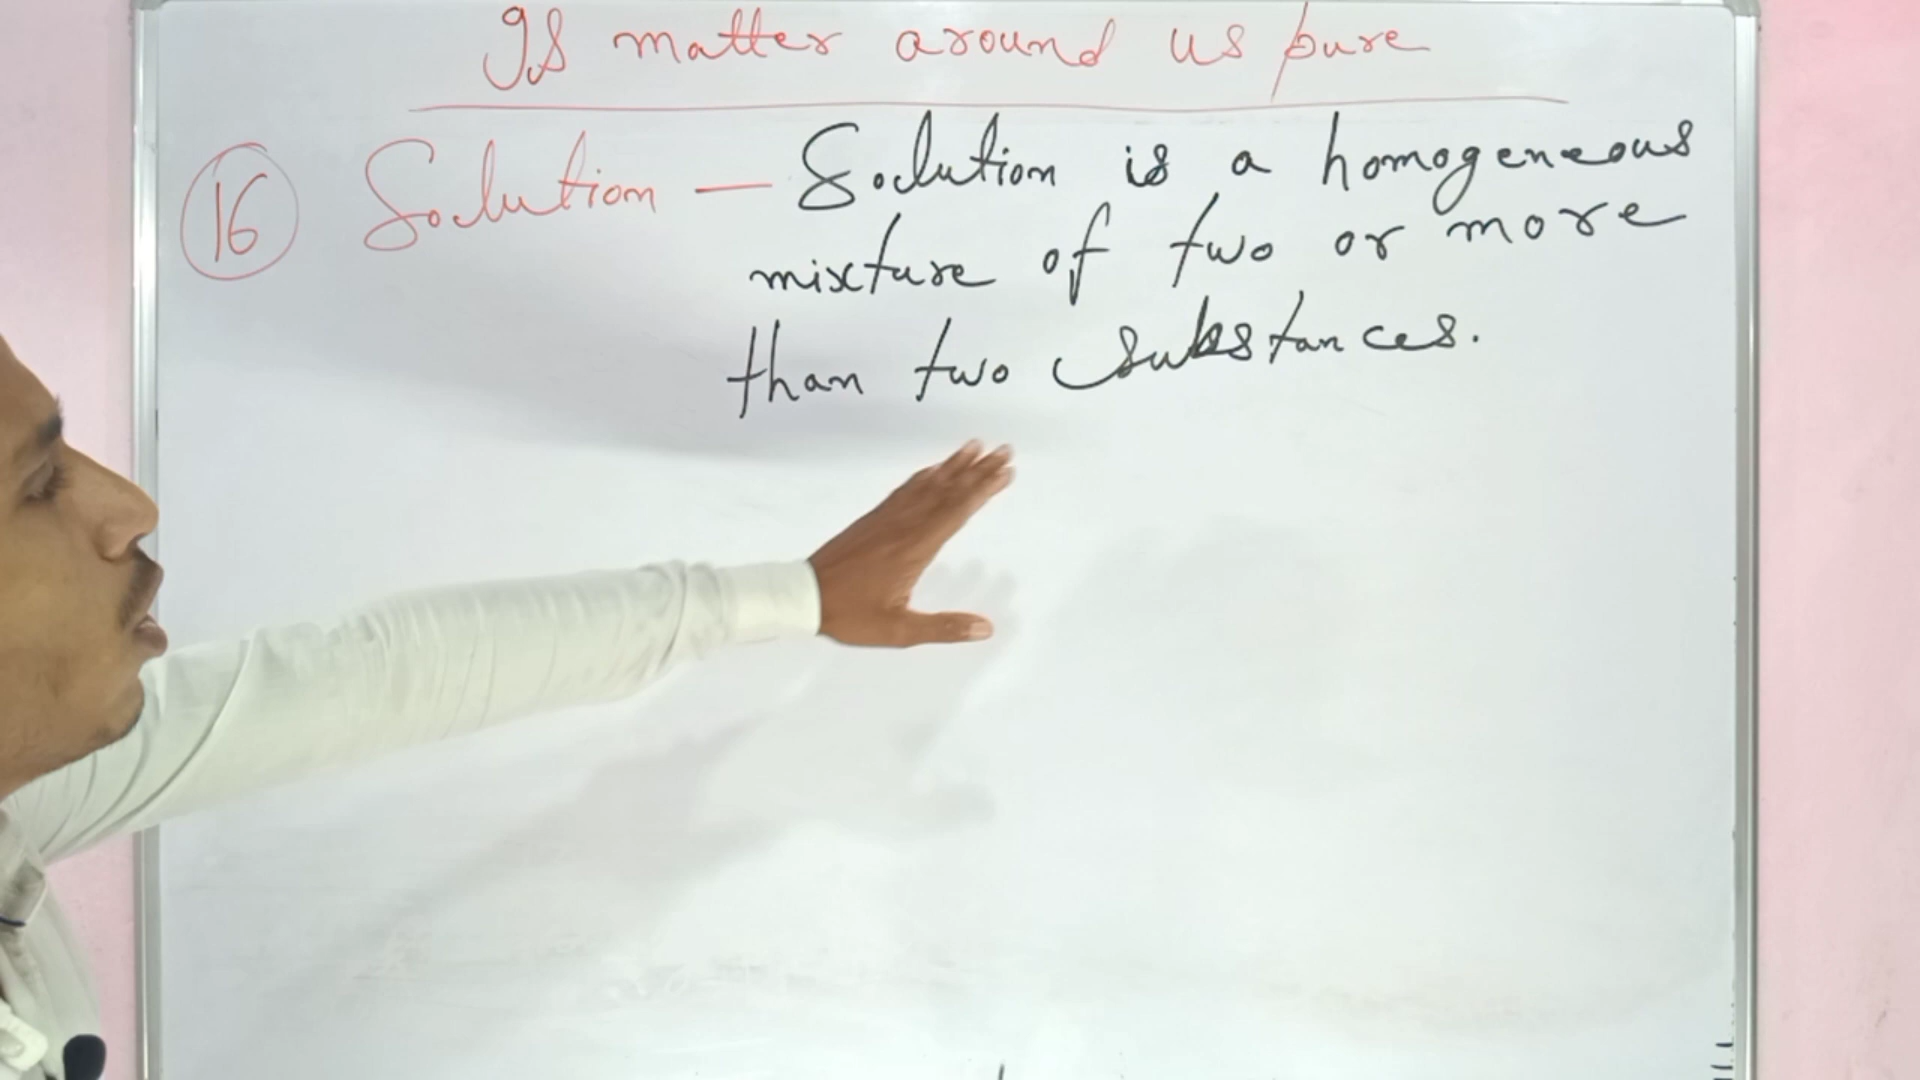 Is matter around us pure
16 Solution — Solution is a homogeneous
mixture of two or more
than two substances.